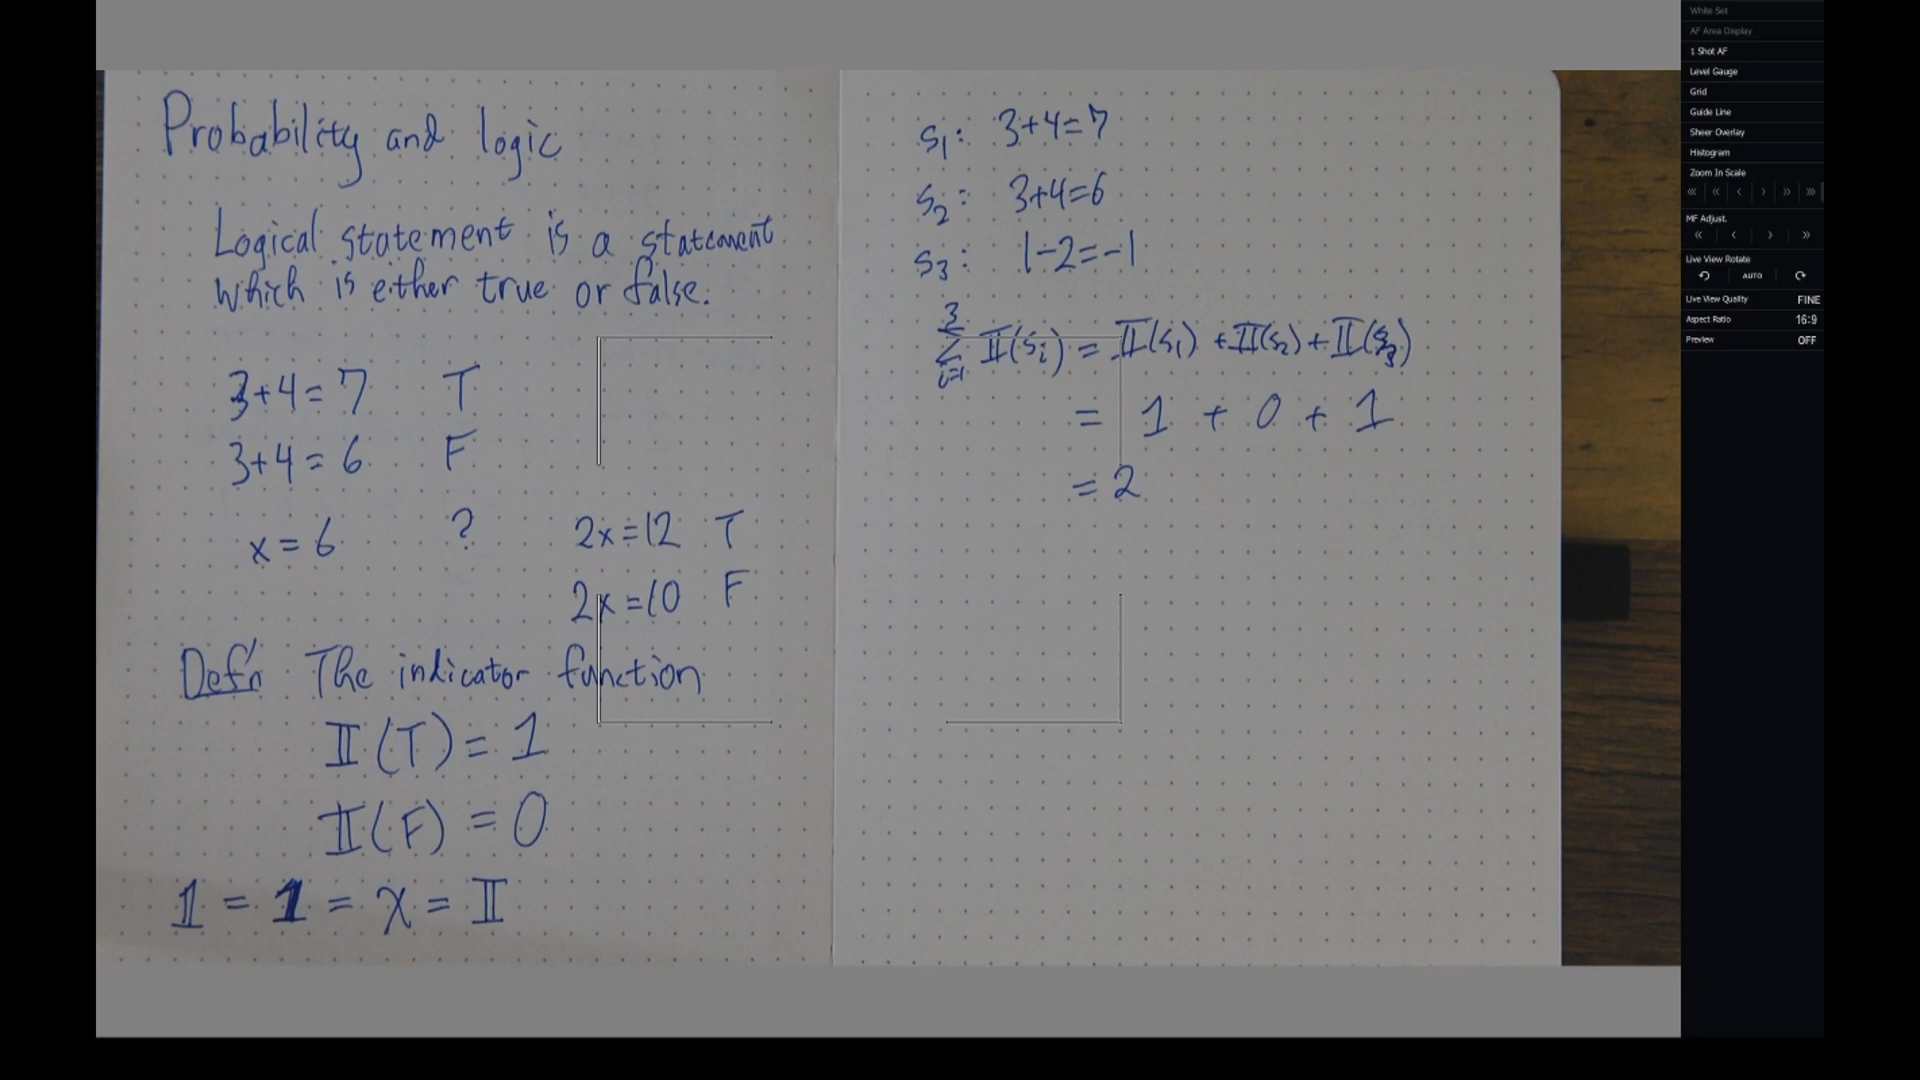 Probability and logic
Logical statement is a statement
which is either true or false.
3+4=7 T
3+4=6 F
x=6 ?
2x=12 T
2x=10 F
Def'n The indicator function
𝕀(T)=1
𝕀(F)=0
𝟙 = 𝟏 = χ = 𝕀
S₁: 3+4=7
S₂: 3+4=6
S₃: 1-2=-1
∑ᵢ₌₁³ 𝕀(Sᵢ) = 𝕀(S₁) + 𝕀(S₂) + 𝕀(S₃)
= 1 + 0 + 1
= 2
White Set
AF Area Display
1 Shot AF
Level Gauge
Grid
Guide Line
Sheer Overlay
Histogram
Zoom In Scale
MF Adjust.
Live View Rotate
AUTO
Live View Quality FINE
Aspect Ratio 16:9
Preview OFF